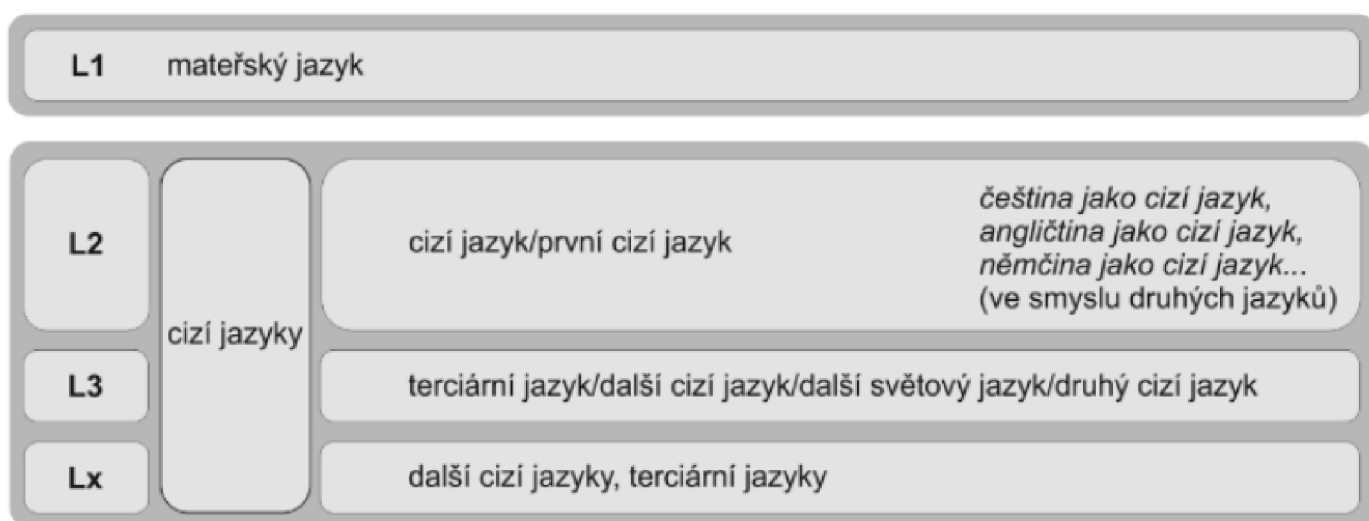 L1 mateřský jazyk
L2 cizí jazyk/první cizí jazyk
čeština jako cizí jazyk,
angličtina jako cizí jazyk,
němčina jako cizí jazyk...
(ve smyslu druhých jazyků)
cizí jazyky
L3 terciární jazyk/další cizí jazyk/další světový jazyk/druhý cizí jazyk
Lx další cizí jazyky, terciární jazyky